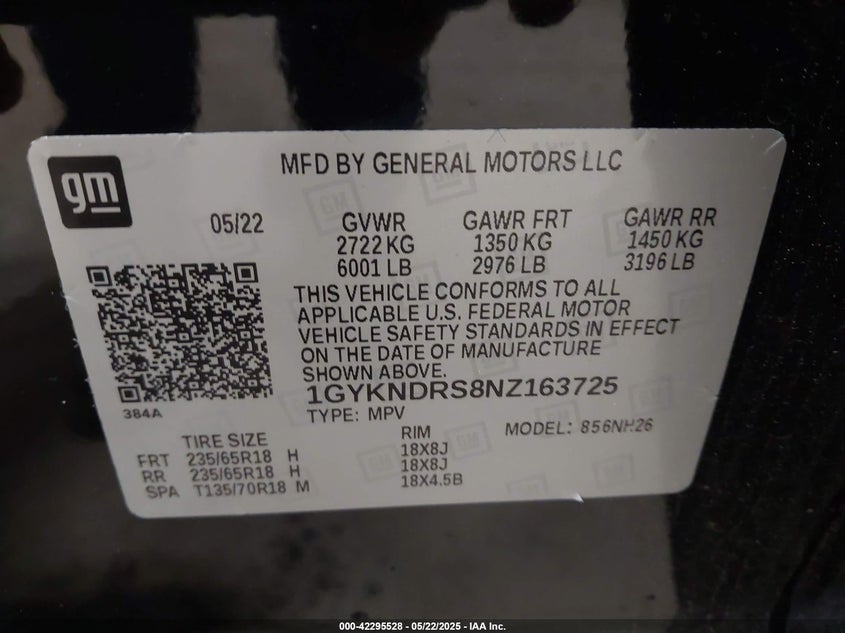 gm
MFD BY GENERAL MOTORS LLC
05/22 GVWR GAWR FRT GAWR RR
2722 KG 1350 KG 1450 KG
6001 LB 2976 LB 3196 LB
THIS VEHICLE CONFORMS TO ALL
APPLICABLE U.S. FEDERAL MOTOR
VEHICLE SAFETY STANDARDS IN EFFECT
ON THE DATE OF MANUFACTURE
SHOWN ABOVE.
1GYKNDRS8NZ163725
384A
TYPE: MPV
MODEL: 856NH26
TIRE SIZE RIM
FRT 235/65R18 H 18X8J
RR 235/65R18 H 18X8J
SPA T135/70R18 M 18X4.5B
000-42295528 - 05/22/2025 - IAA Inc.